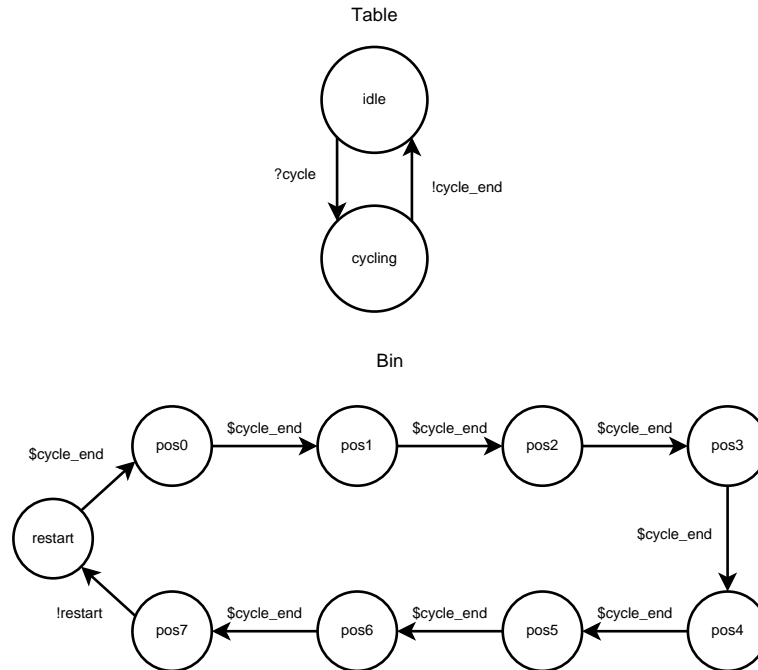 Table
idle
?cycle
!cycle_end
cycling
Bin
pos0
$cycle_end
pos1
$cycle_end
pos2
$cycle_end
pos3
$cycle_end
restart
$cycle_end
!restart
pos7
$cycle_end
pos6
$cycle_end
pos5
$cycle_end
pos4